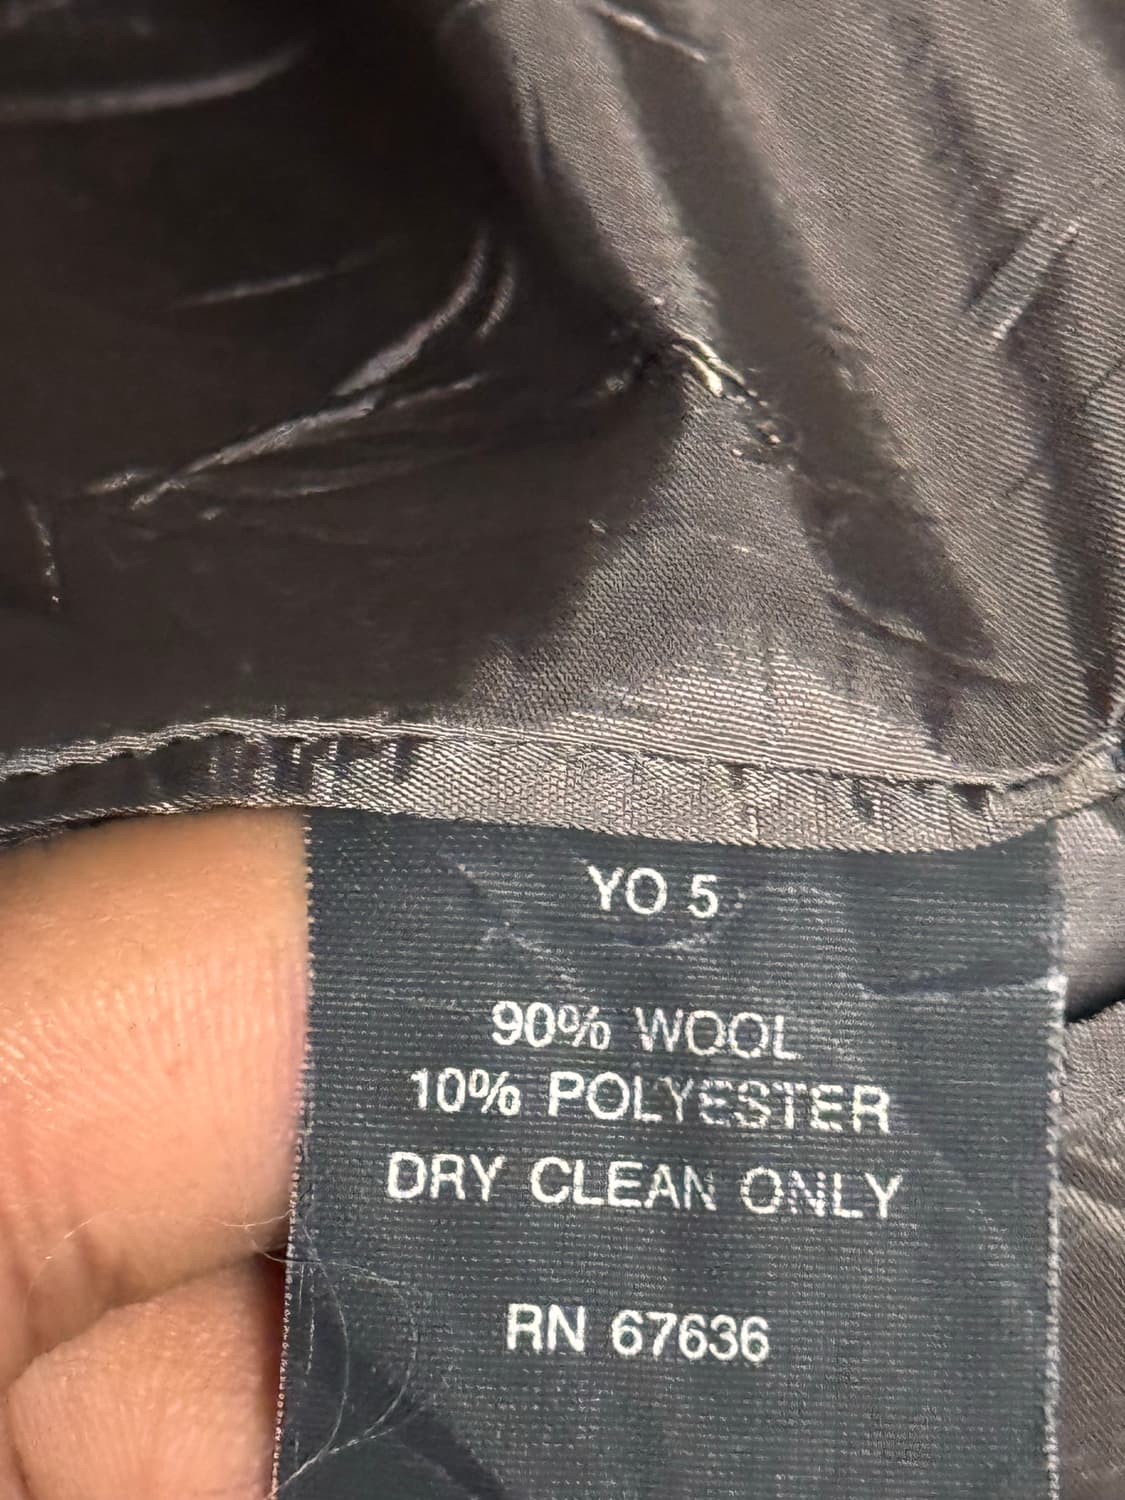 YO 5
90% WOOL
10% POLYESTER
DRY CLEAN ONLY
RN 67636